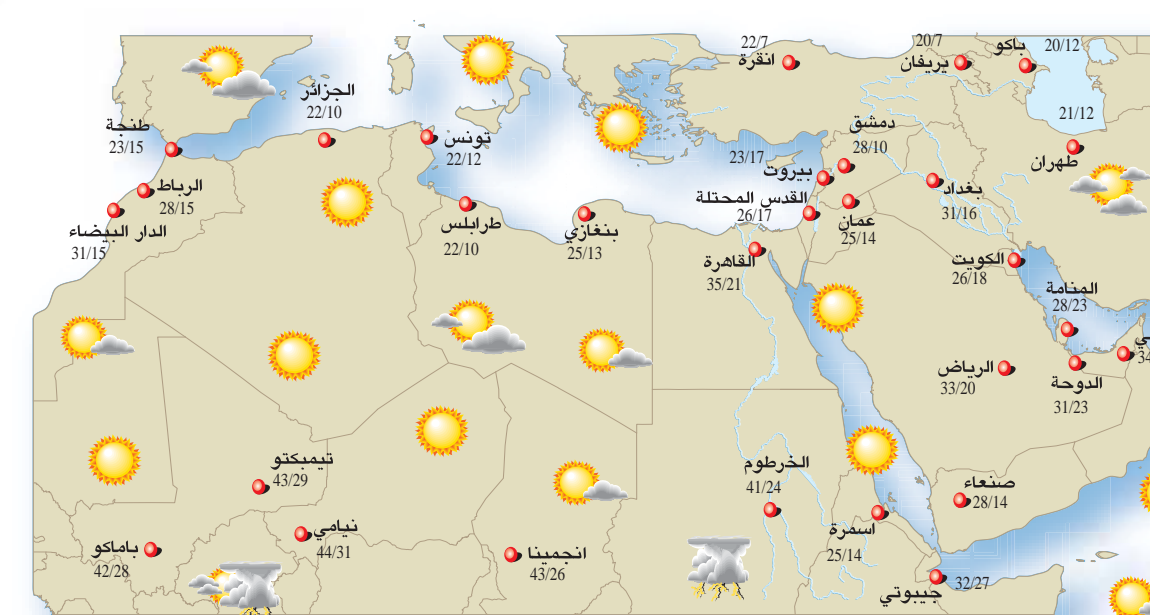 22/7
انقرة
20/7
يريفان
باكو
20/12
21/12
طهران
الجزائر
22/10
طنجة
23/15
تونس
22/12
دمشق
28/10
23/17
بيروت
القدس المحتلة
26/17
عمان
25/14
بغداد
31/16
الرباط
28/15
الدار البيضاء
31/15
طرابلس
22/10
بنغازي
25/13
القاهرة
35/21
الكويت
26/18
المنامة
28/23
34
الرياض
33/20
الدوحة
31/23
تيمبكتو
43/29
الخرطوم
41/24
صنعاء
28/14
اسمرة
25/14
باماكو
42/28
نيامي
44/31
انجمينا
43/26
32/27
جيبوتي